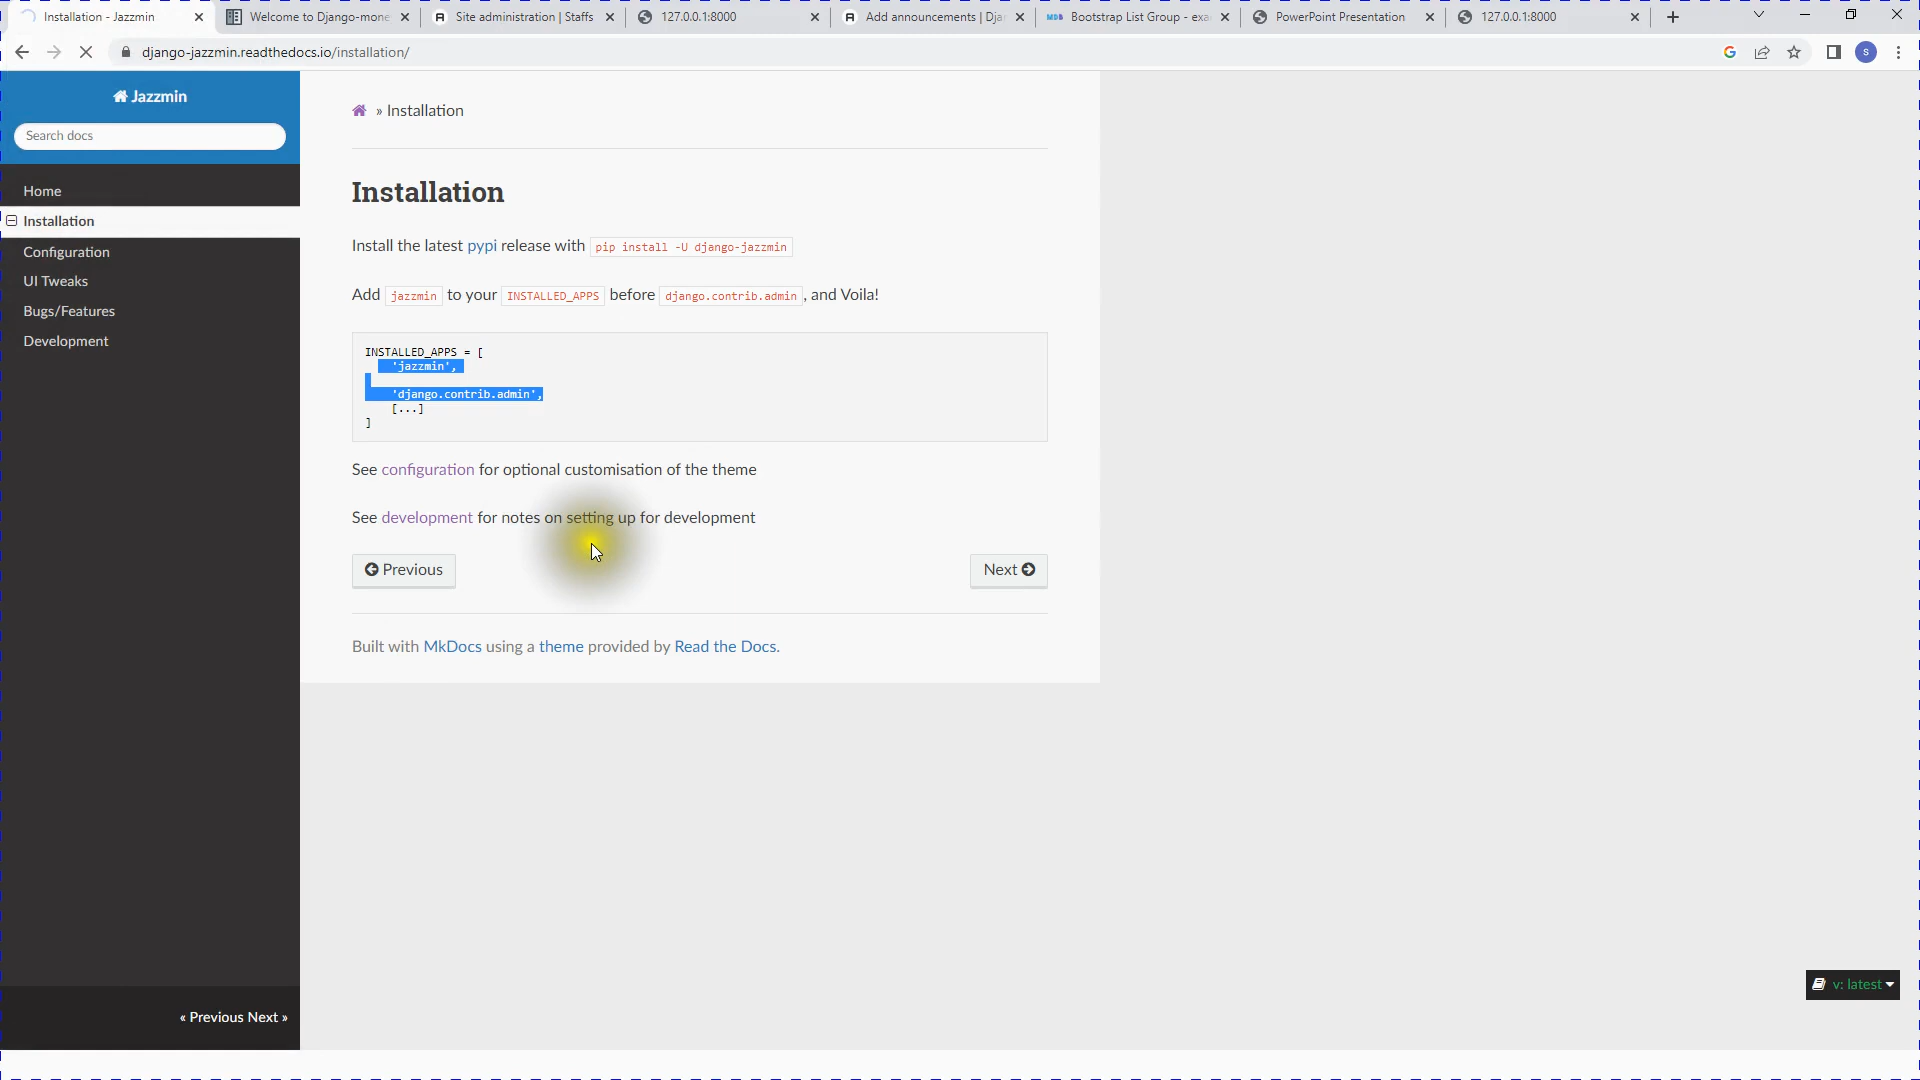 Installation - Jazzmin
Welcome to Django-mone
Site administration | Staffs
127.0.0.1:8000
Add announcements | Dja
Bootstrap List Group - exa
PowerPoint Presentation
127.0.0.1:8000
django-jazzmin.readthedocs.io/installation/
S
Jazzmin
Search docs
Home
Installation
Configuration
UI Tweaks
Bugs/Features
Development
« Previous Next »
» Installation
Installation
Install the latest pypi release with pip install -U django-jazzmin
Add jazzmin to your INSTALLED_APPS before django.contrib.admin, and Voila!
INSTALLED_APPS = [
'jazzmin',
'django.contrib.admin',
[...]
]
See configuration for optional customisation of the theme
See development for notes on setting up for development
Previous
Next
Built with MkDocs using a theme provided by Read the Docs.
v: latest